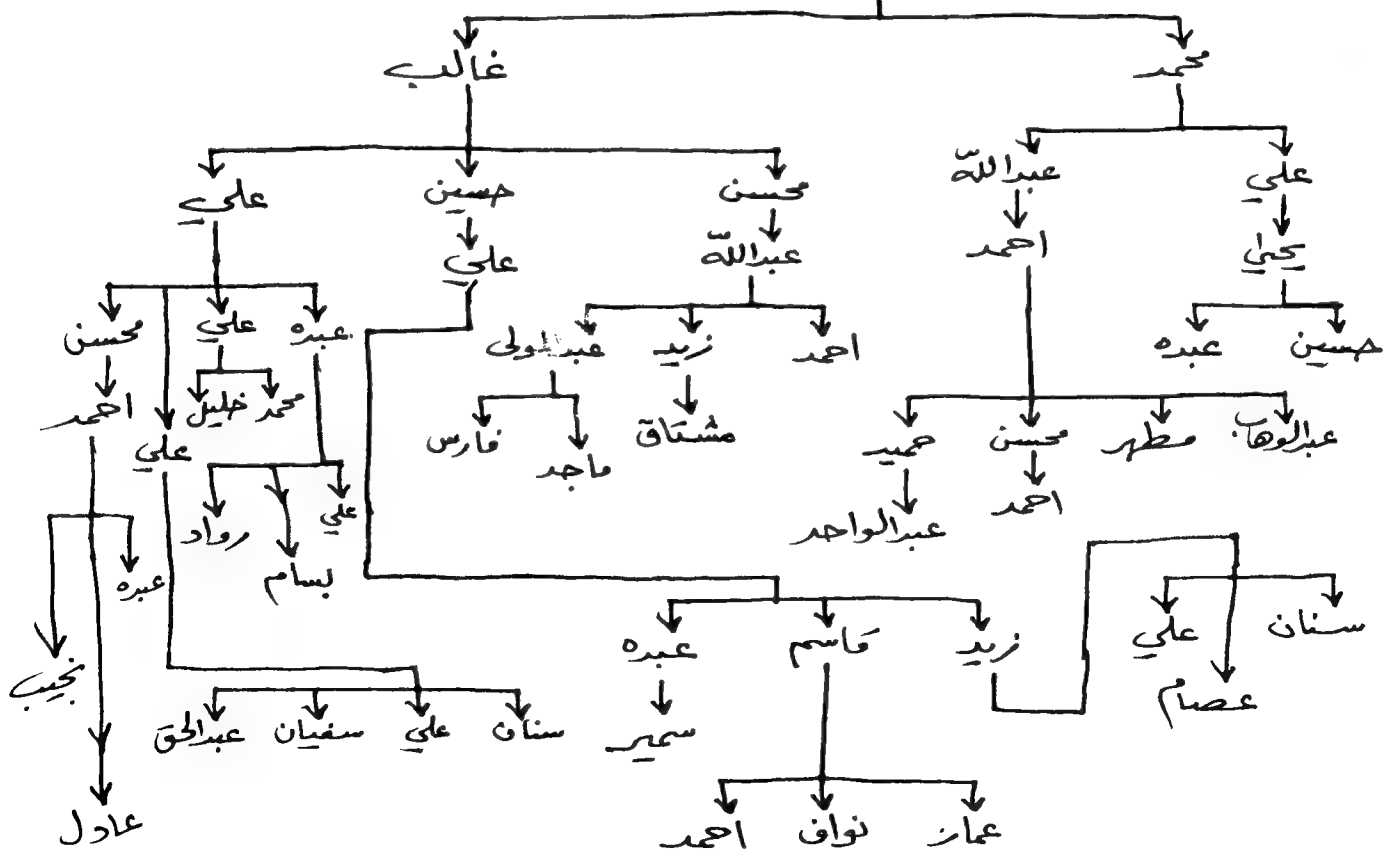 محمد غالب
علي عبدالله محسن حسين علي
يحيى احمد عبدالله علي
حسين عبده احمد زيد عبدالمولى عبده علي محسن
عبدالوهاب مطهر محسن حميد مشتاق ماجد فارس محمد خليل علي احمد
احمد عبدالواحد علي بسام رواد عبده
سنان علي عصام زيد قاسم عبده نجيب
سمير سنان علي سفيان عبدالحق
عمار نواف احمد عادل